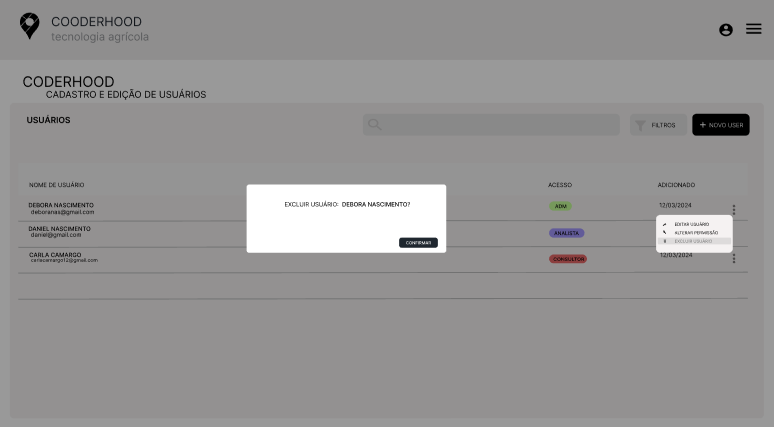 COODERHOOD
tecnologia agrícola
CODERHOOD
CADASTRO E EDIÇÃO DE USUÁRIOS
USUÁRIOS
FILTROS
+ NOVO USER
NOME DE USUÁRIO
ACESSO
ADICIONADO
DEBORA NASCIMENTO
deboranas@gmail.com
ADM
12/03/2024
DANIEL NASCIMENTO
daniel@gmail.com
ANALISTA
CARLA CAMARGO
carlacamargo12@gmail.com
CONSULTOR
12/03/2024
EXCLUIR USUÁRIO: DEBORA NASCIMENTO?
CONFIRMAR
EDITAR USUÁRIO
ALTERAR PERMISSÃO
EXCLUIR USUÁRIO